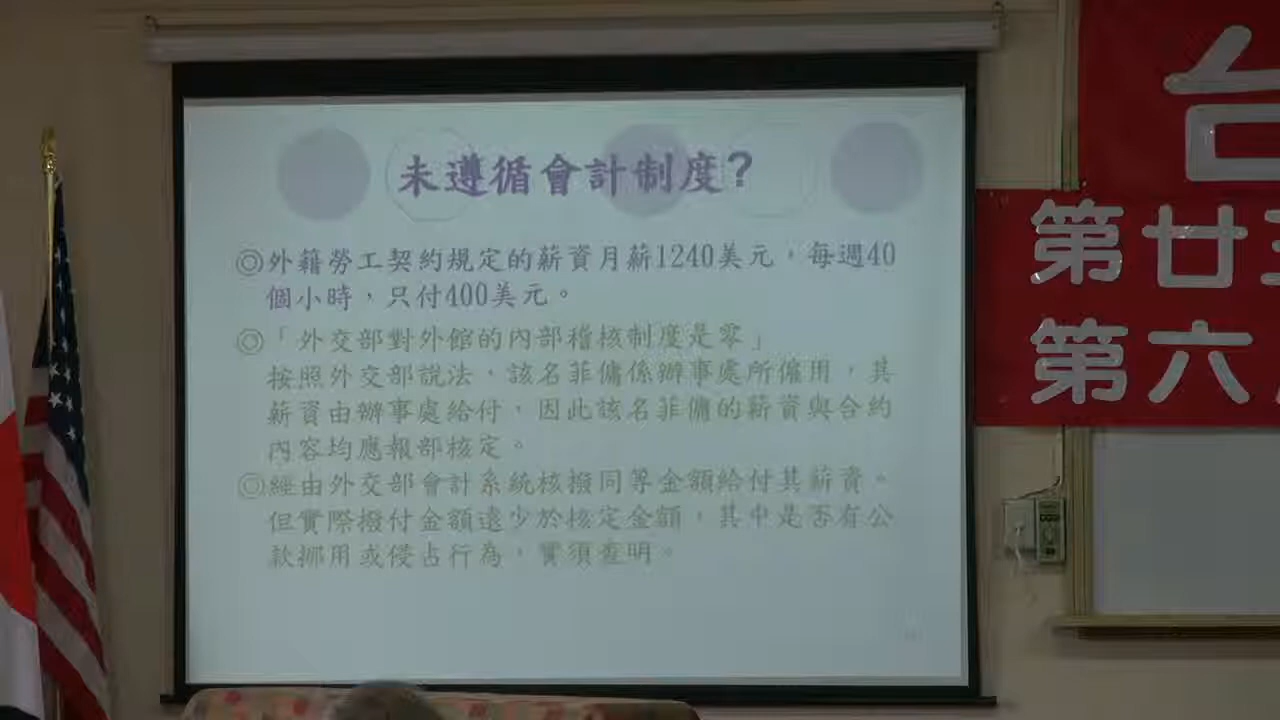 未遵循會計制度?
◎外籍勞工契約規定的薪資月薪1240美元，每週40
個小時，只付400美元。
◎「外交部對外館的內部稽核制度是零」
按照外交部說法，該名菲傭係辦事處所僱用，其
薪資由辦事處給付，因此該名菲傭的薪資與合約
內容均應報部核定。
◎經由外交部會計系統核撥同等金額給付其薪資。
但實際撥付金額遠少於核定金額，其中是否有公
款挪用或侵占行為，實須查明。
台
第廿五
第六